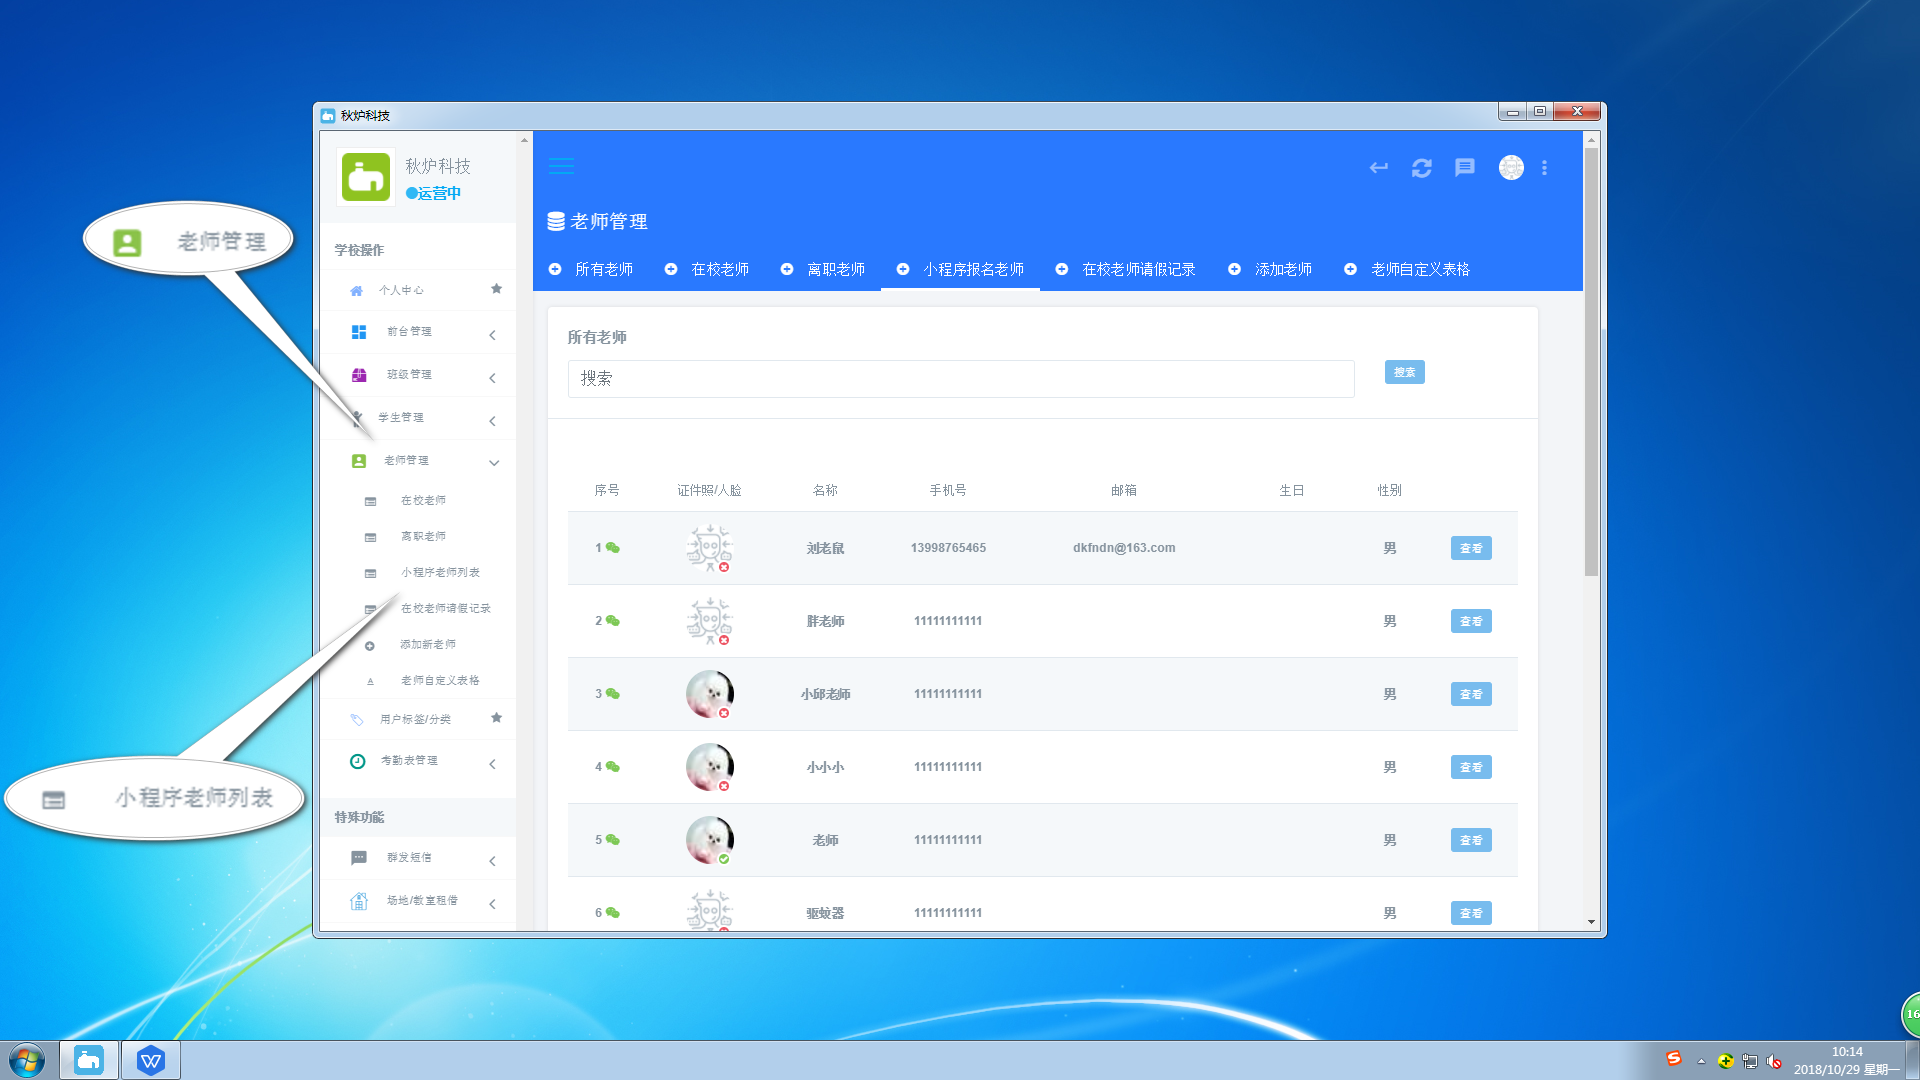 秋炉科技
秋炉科技
运营中
老师管理
学校操作
个人中心
前台管理
班级管理
学生管理
老师管理
在校老师
离职老师
小程序老师列表
在校老师请假记录
添加新老师
老师自定义表格
用户标签/分类
考勤表管理
小程序老师列表
特殊功能
群发短信
场地/教室租借
老师管理
所有老师 在校老师 离职老师 小程序报名老师 在校老师请假记录 添加老师 老师自定义表格
所有老师
搜索 搜索
序号 证件照/人脸 名称 手机号 邮箱 生日 性别
1 刘老鼠 13998765465 dkfndn@163.com 男 查看
2 胖老师 11111111111 男 查看
3 小邱老师 11111111111 男 查看
4 小小小 11111111111 男 查看
5 老师 11111111111 男 查看
6 驱蚊器 11111111111 男 查看
16
10:14
2018/10/29 星期一